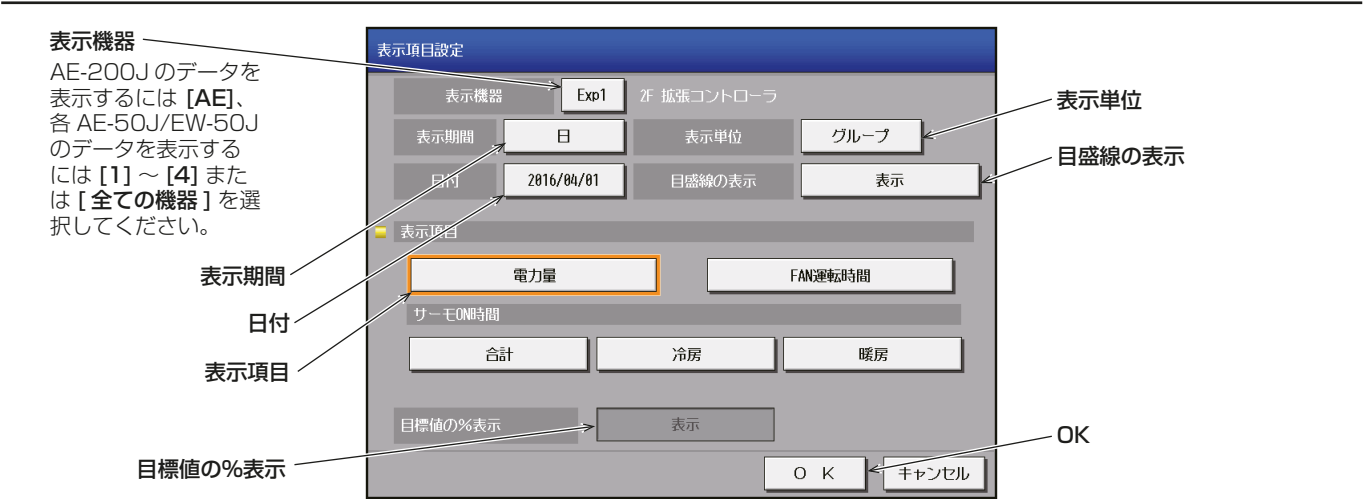 表示機器
AE-200Jのデータを
表示するには [AE]、
各 AE-50J/EW-50J
のデータを表示する
には [1] ～ [4] また
は [ 全ての機器 ] を選
択してください。
表示期間
日付
表示項目
目標値の%表示
表示項目設定
表示機器 Exp1 2F 拡張コントローラ
表示期間 日 表示単位 グループ
日付 2016/04/01 目盛線の表示 表示
表示項目
電力量 FAN運転時間
サーモON時間
合計 冷房 暖房
目標値の%表示 表示
O K キャンセル
表示単位
目盛線の表示
OK